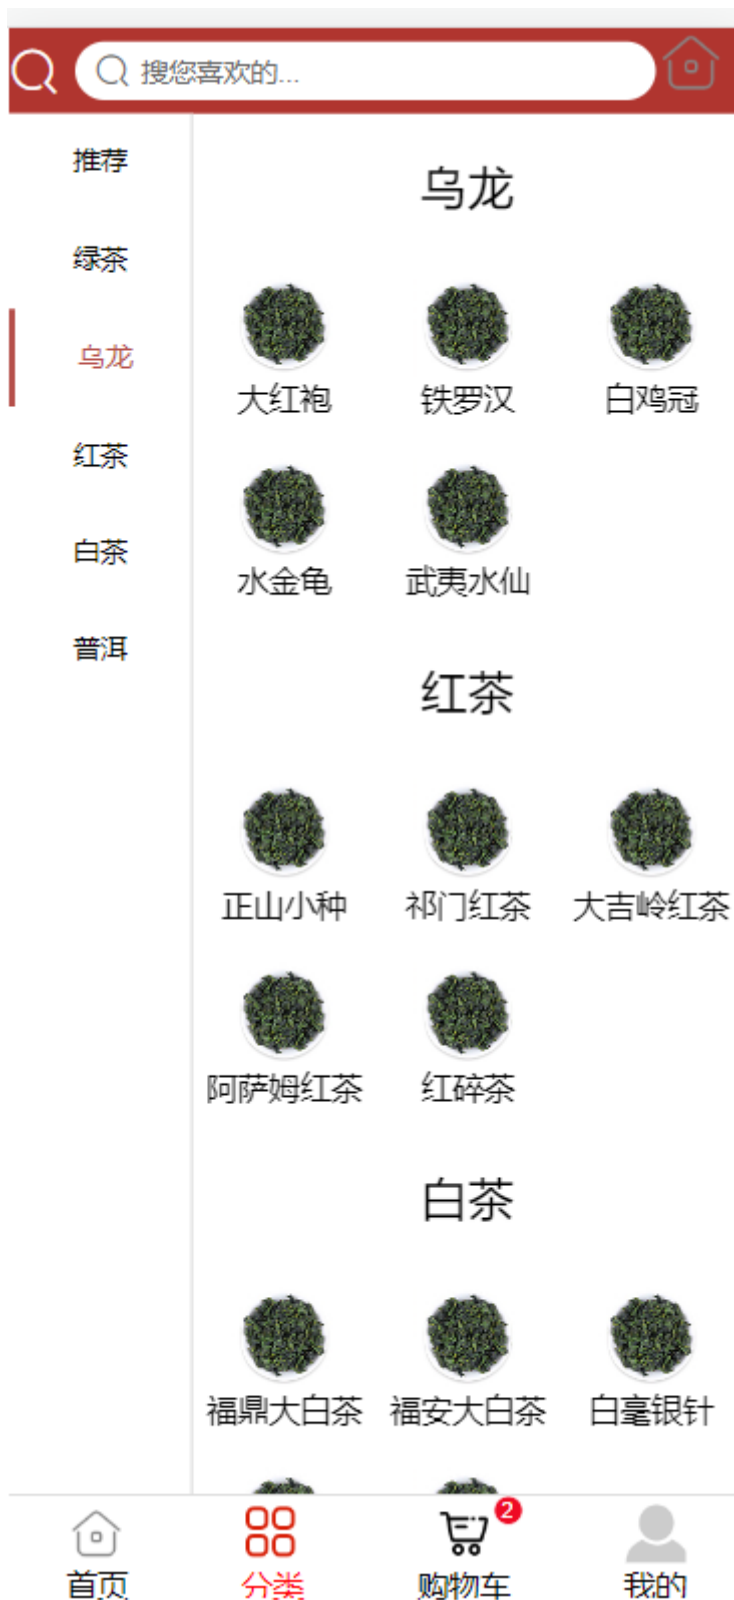 搜您喜欢的...
推荐
绿茶
乌龙
红茶
白茶
普洱
乌龙
大红袍 铁罗汉 白鸡冠
水金龟 武夷水仙
红茶
正山小种 祁门红茶 大吉岭红茶
阿萨姆红茶 红碎茶
白茶
福鼎大白茶 福安大白茶 白毫银针
2
首页 分类 购物车 我的